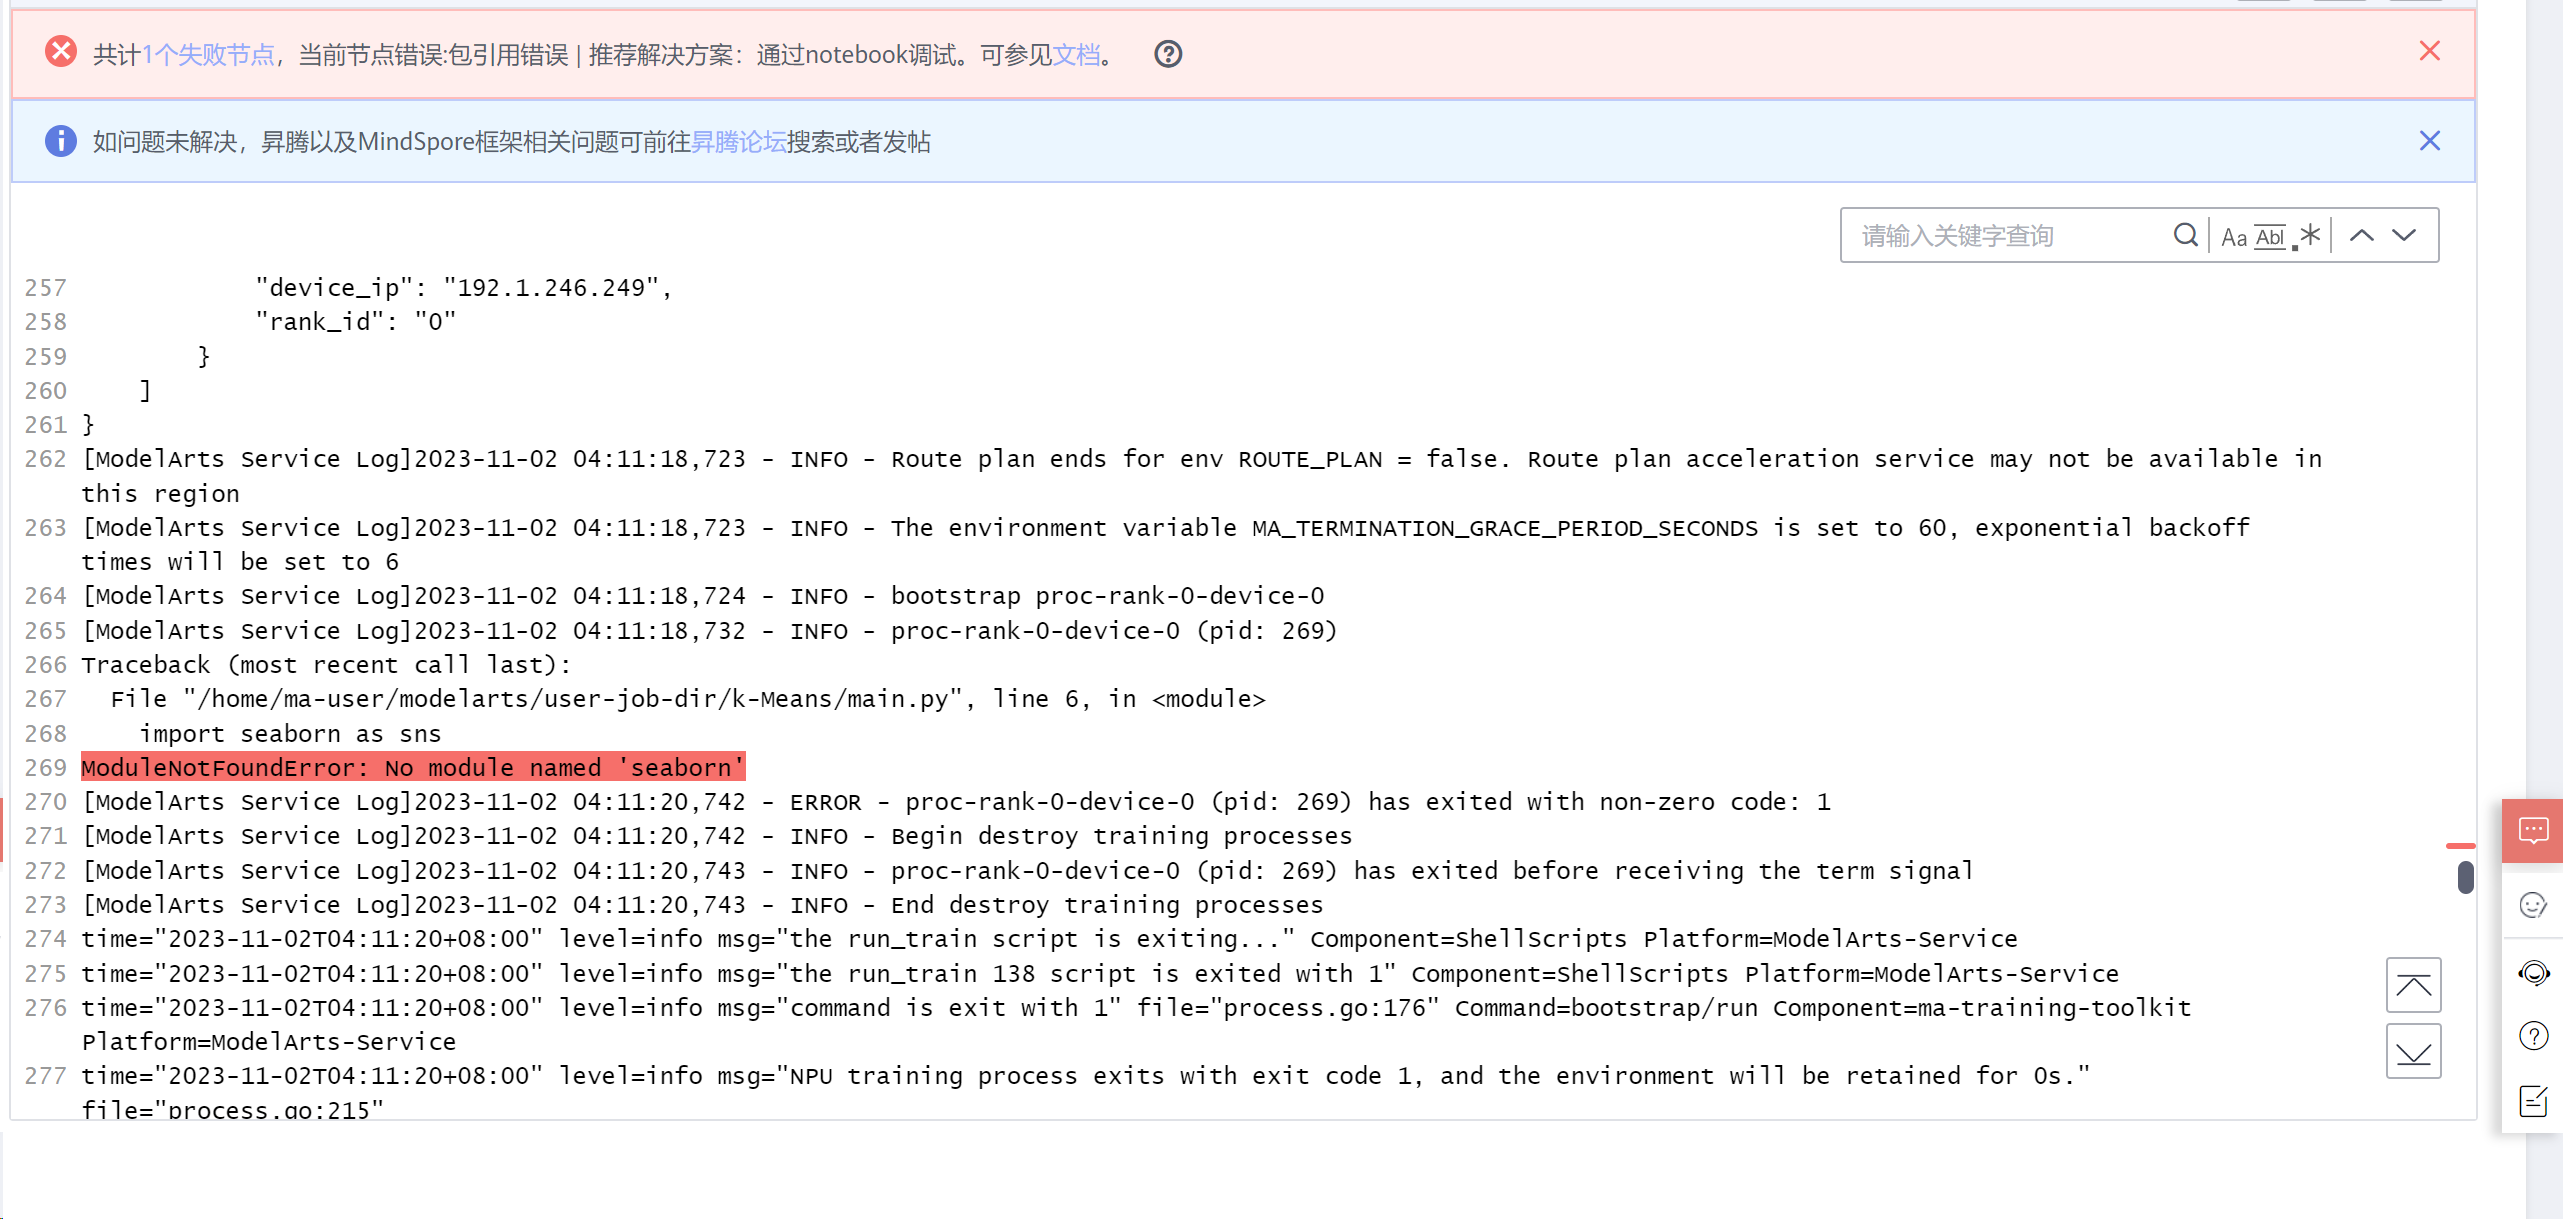 共计1个失败节点，当前节点错误:包引用错误 | 推荐解决方案：通过notebook调试。可参见文档。
如问题未解决，昇腾以及MindSpore框架相关问题可前往昇腾论坛搜索或者发帖
请输入关键字查询 Aa Abl .*
257 "device_ip": "192.1.246.249",
258 "rank_id": "0"
259 }
260 ]
261 }
262 [ModelArts Service Log]2023-11-02 04:11:18,723 - INFO - Route plan ends for env ROUTE_PLAN = false. Route plan acceleration service may not be available in
this region
263 [ModelArts Service Log]2023-11-02 04:11:18,723 - INFO - The environment variable MA_TERMINATION_GRACE_PERIOD_SECONDS is set to 60, exponential backoff
times will be set to 6
264 [ModelArts Service Log]2023-11-02 04:11:18,724 - INFO - bootstrap proc-rank-0-device-0
265 [ModelArts Service Log]2023-11-02 04:11:18,732 - INFO - proc-rank-0-device-0 (pid: 269)
266 Traceback (most recent call last):
267 File "/home/ma-user/modelarts/user-job-dir/k-Means/main.py", line 6, in <module>
268 import seaborn as sns
269 ModuleNotFoundError: No module named 'seaborn'
270 [ModelArts Service Log]2023-11-02 04:11:20,742 - ERROR - proc-rank-0-device-0 (pid: 269) has exited with non-zero code: 1
271 [ModelArts Service Log]2023-11-02 04:11:20,742 - INFO - Begin destroy training processes
272 [ModelArts Service Log]2023-11-02 04:11:20,743 - INFO - proc-rank-0-device-0 (pid: 269) has exited before receiving the term signal
273 [ModelArts Service Log]2023-11-02 04:11:20,743 - INFO - End destroy training processes
274 time="2023-11-02T04:11:20+08:00" level=info msg="the run_train script is exiting..." Component=ShellScripts Platform=ModelArts-Service
275 time="2023-11-02T04:11:20+08:00" level=info msg="the run_train 138 script is exited with 1" Component=ShellScripts Platform=ModelArts-Service
276 time="2023-11-02T04:11:20+08:00" level=info msg="command is exit with 1" file="process.go:176" Command=bootstrap/run Component=ma-training-toolkit
Platform=ModelArts-Service
277 time="2023-11-02T04:11:20+08:00" level=info msg="NPU training process exits with exit code 1, and the environment will be retained for 0s."
file="process.go:215"